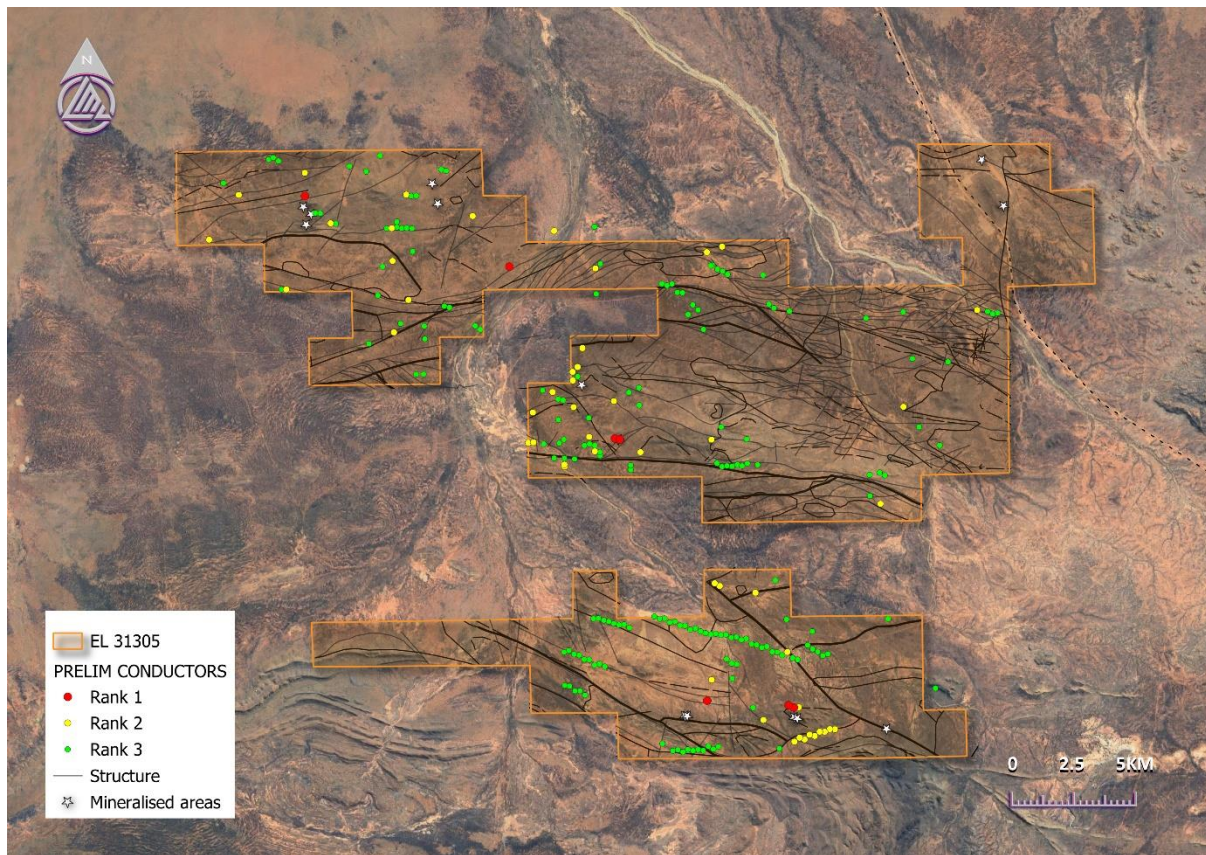 N
EL 31305
PRELIM CONDUCTORS
Rank 1
Rank 2
Rank 3
Structure
Mineralised areas
0 2.5 5KM